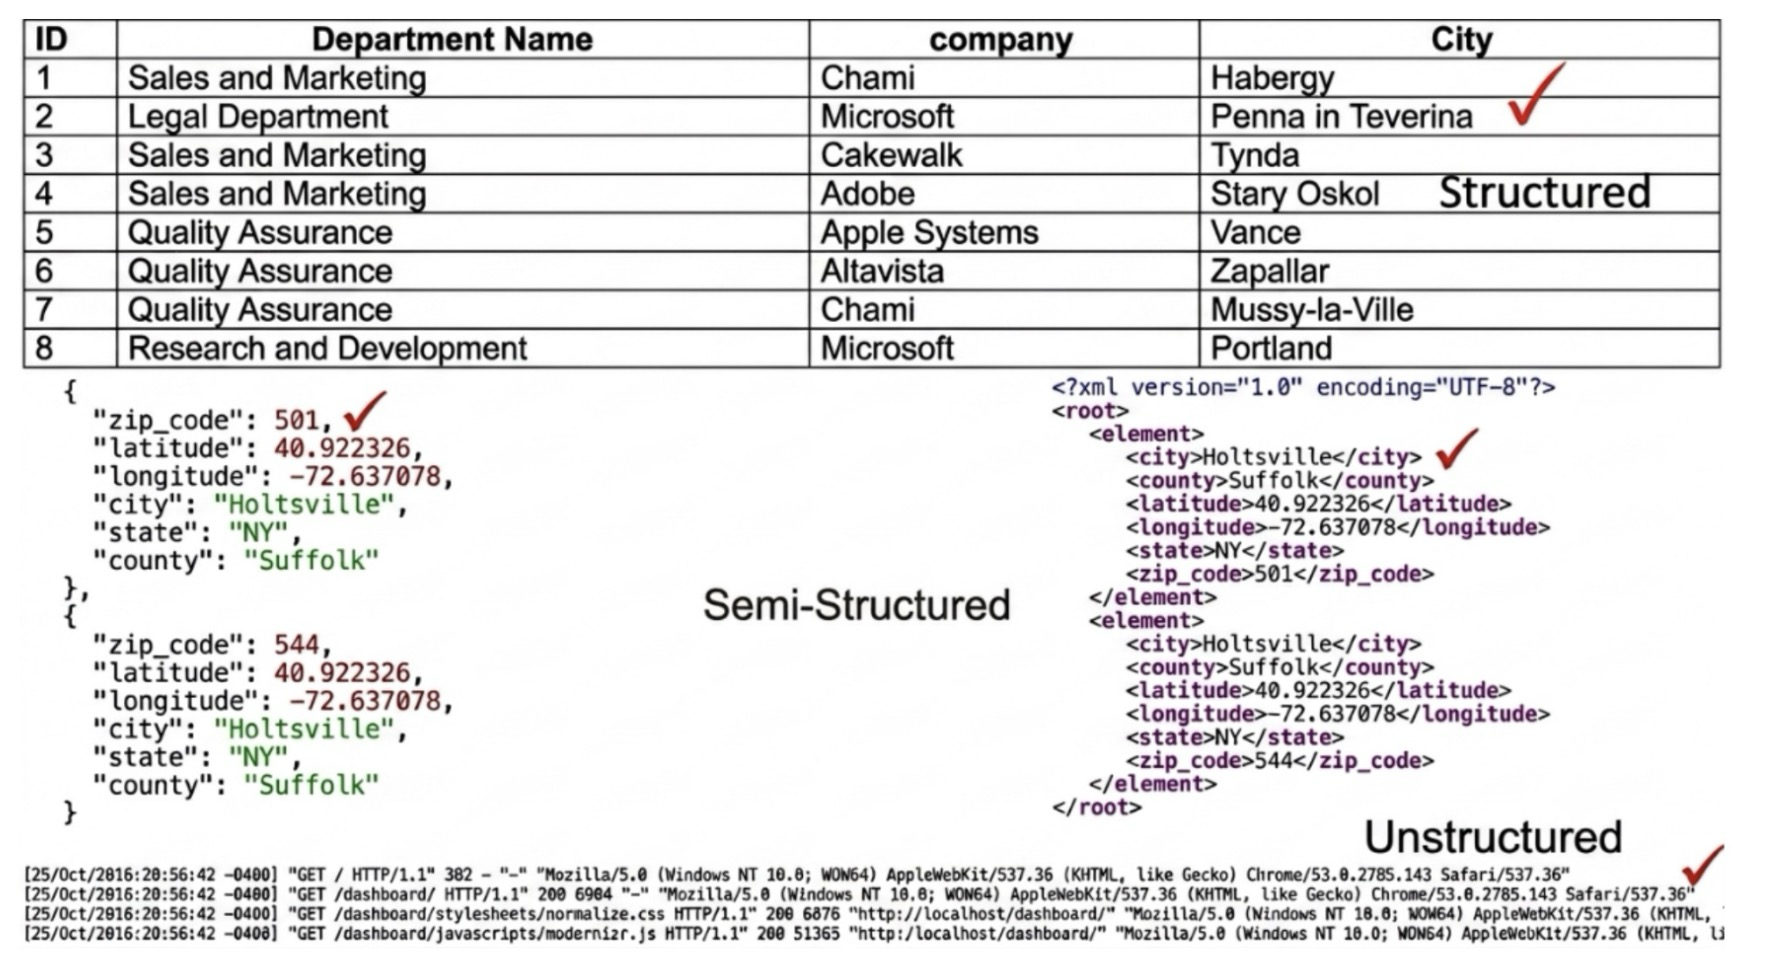 ID Department Name company City
1 Sales and Marketing Chami Habergy
2 Legal Department Microsoft Penna in Teverina
3 Sales and Marketing Cakewalk Tynda
4 Sales and Marketing Adobe Stary Oskol Structured
5 Quality Assurance Apple Systems Vance
6 Quality Assurance Altavista Zapallar
7 Quality Assurance Chami Mussy-la-Ville
8 Research and Development Microsoft Portland
{
"zip_code": 501,
"latitude": 40.922326,
"longitude": -72.637078,
"city": "Holtsville",
"state": "NY",
"county": "Suffolk"
},
{
"zip_code": 544,
"latitude": 40.922326,
"longitude": -72.637078,
"city": "Holtsville",
"state": "NY",
"county": "Suffolk"
}
Semi-Structured
<?xml version="1.0" encoding="UTF-8"?>
<root>
<element>
<city>Holtsville</city>
<county>Suffolk</county>
<latitude>40.922326</latitude>
<longitude>-72.637078</longitude>
<state>NY</state>
<zip_code>501</zip_code>
</element>
<element>
<city>Holtsville</city>
<county>Suffolk</county>
<latitude>40.922326</latitude>
<longitude>-72.637078</longitude>
<state>NY</state>
<zip_code>544</zip_code>
</element>
</root>
Unstructured
[25/Oct/2016:20:56:42 -0400] "GET / HTTP/1.1" 302 - "-" "Mozilla/5.0 (Windows NT 10.0; WOW64) AppleWebKit/537.36 (KHTML, like Gecko) Chrome/53.0.2785.143 Safari/537.36"
[25/Oct/2016:20:56:42 -0400] "GET /dashboard/ HTTP/1.1" 200 6904 "-" "Mozilla/5.0 (Windows NT 10.0; WOW64) AppleWebKit/537.36 (KHTML, like Gecko) Chrome/53.0.2785.143 Safari/537.36"
[25/Oct/2016:20:56:42 -0400] "GET /dashboard/stylesheets/normalize.css HTTP/1.1" 200 6876 "http://localhost/dashboard/" "Mozilla/5.0 (Windows NT 10.0; WOW64) AppleWebKit/537.36 (KHTML,
[25/Oct/2016:20:56:42 -0400] "GET /dashboard/javascripts/modernizr.js HTTP/1.1" 200 51365 "http:/localhost/dashboard/" "Mozilla/5.0 (Windows NT 10.0; WOW64) AppleWebKit/537.36 (KHTML, li